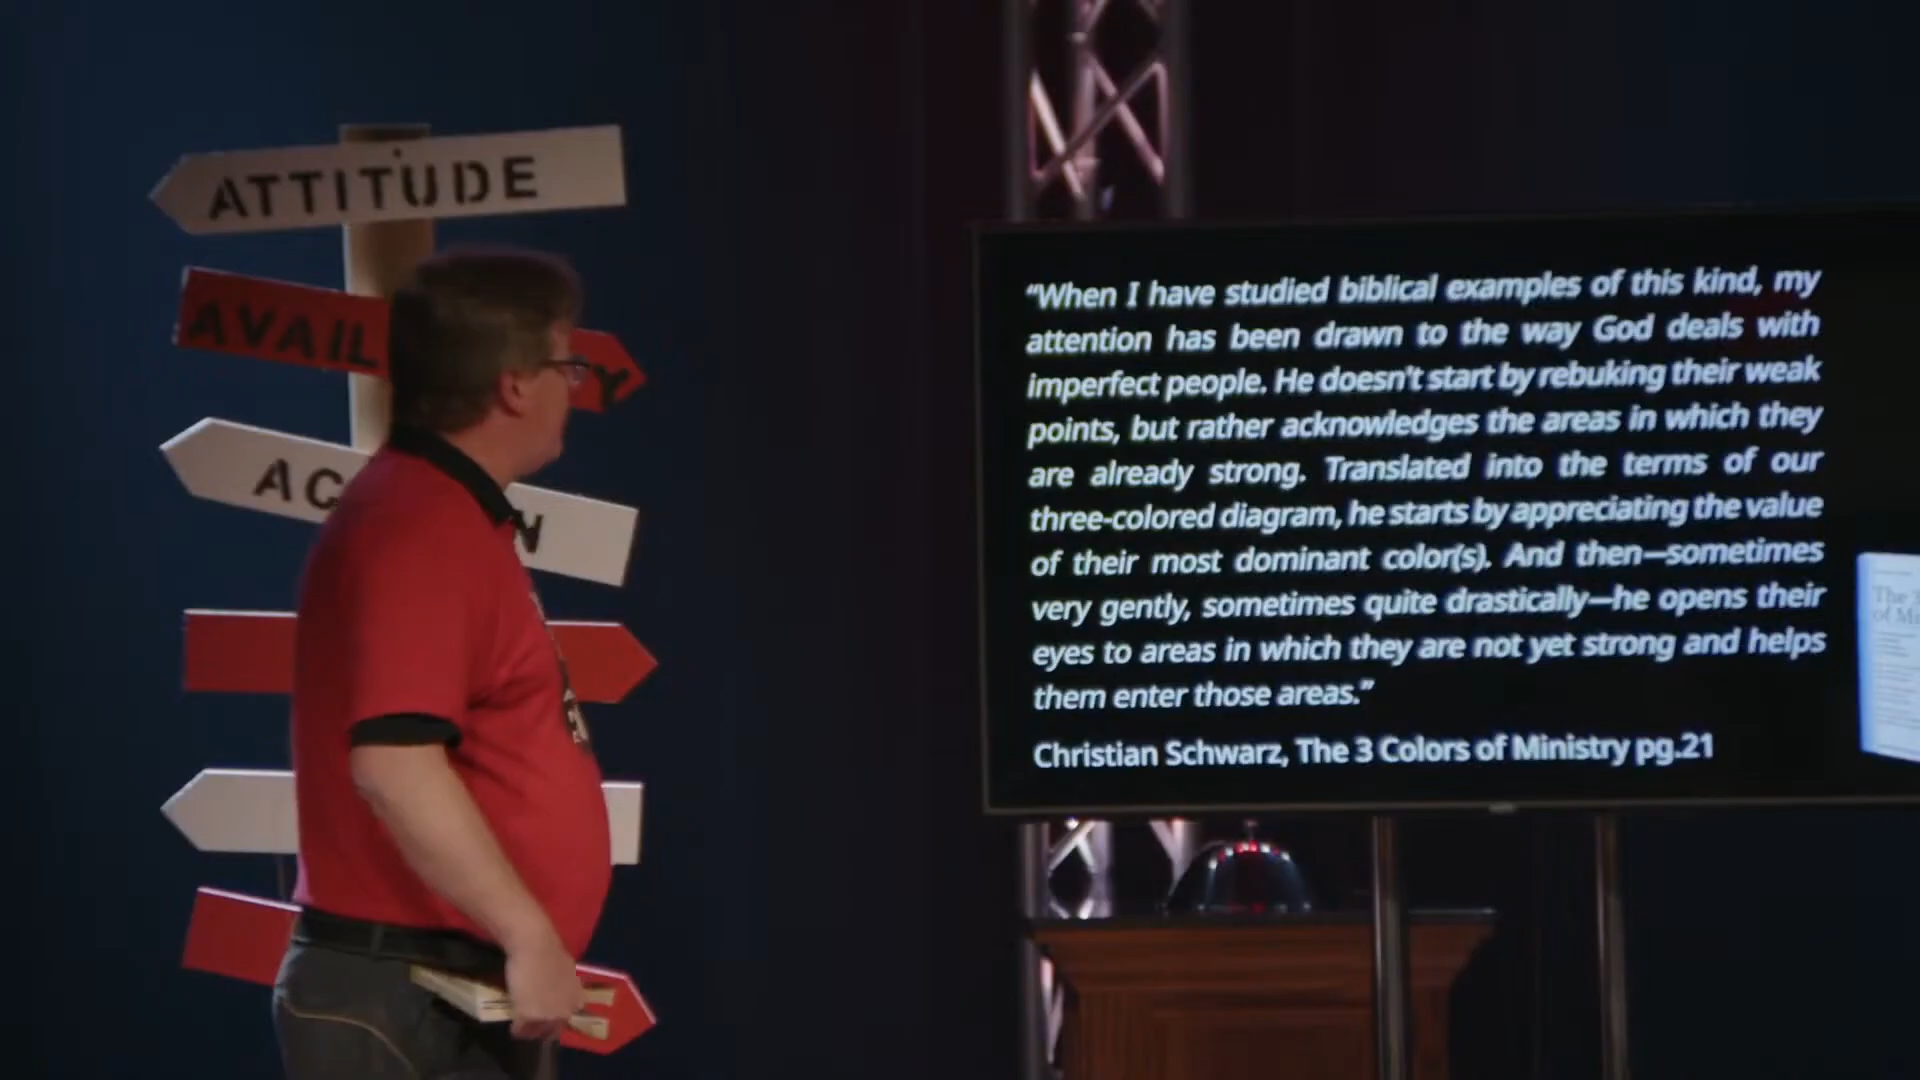 ATTITUDE
AVAIL
Y
AC
N
“When I have studied biblical examples of this kind, my
attention has been drawn to the way God deals with
imperfect people. He doesn't start by rebuking their weak
points, but rather acknowledges the areas in which they
are already strong. Translated into the terms of our
three-colored diagram, he starts by appreciating the value
of their most dominant color(s). And then—sometimes
very gently, sometimes quite drastically—he opens their
eyes to areas in which they are not yet strong and helps
them enter those areas.”
Christian Schwarz, The 3 Colors of Ministry pg.21